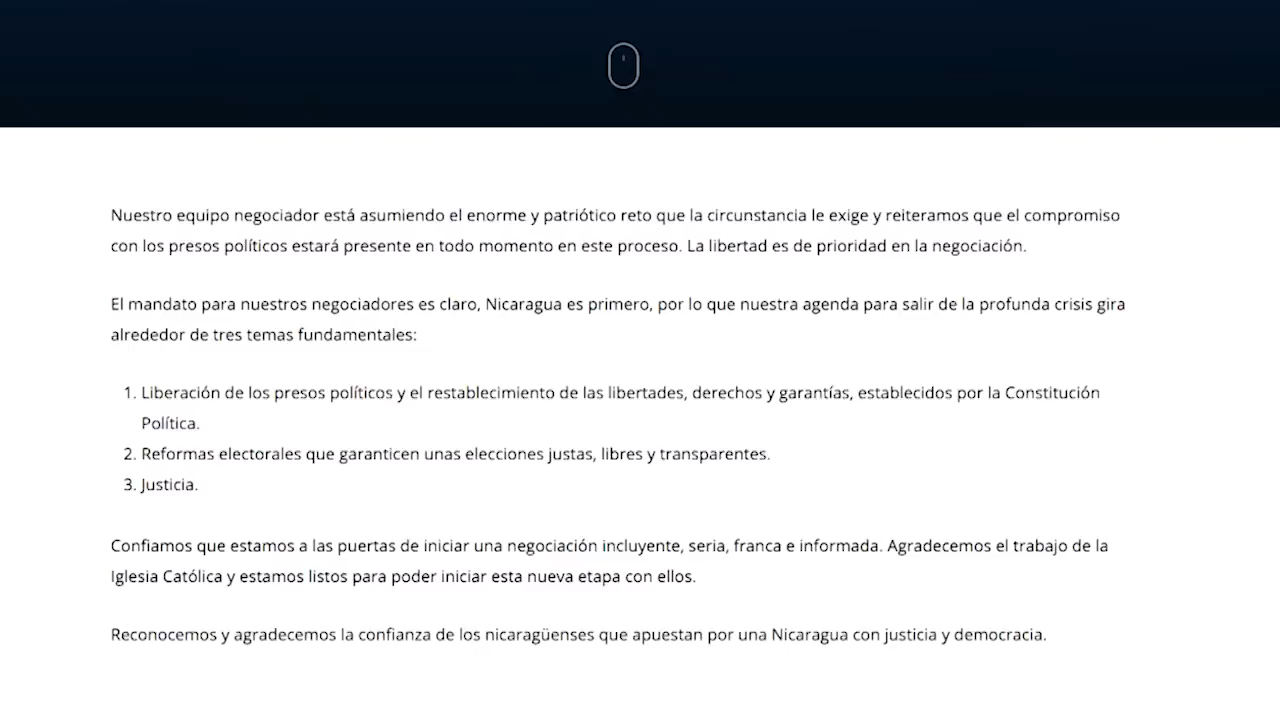 Nuestro equipo negociador está asumiendo el enorme y patriótico reto que la circunstancia le exige y reiteramos que el compromiso
con los presos políticos estará presente en todo momento en este proceso. La libertad es de prioridad en la negociación.
El mandato para nuestros negociadores es claro, Nicaragua es primero, por lo que nuestra agenda para salir de la profunda crisis gira
alrededor de tres temas fundamentales:
1. Liberación de los presos políticos y el restablecimiento de las libertades, derechos y garantías, establecidos por la Constitución
Política.
2. Reformas electorales que garanticen unas elecciones justas, libres y transparentes.
3. Justicia.
Confiamos que estamos a las puertas de iniciar una negociación incluyente, seria, franca e informada. Agradecemos el trabajo de la
Iglesia Católica y estamos listos para poder iniciar esta nueva etapa con ellos.
Reconocemos y agradecemos la confianza de los nicaragüenses que apuestan por una Nicaragua con justicia y democracia.